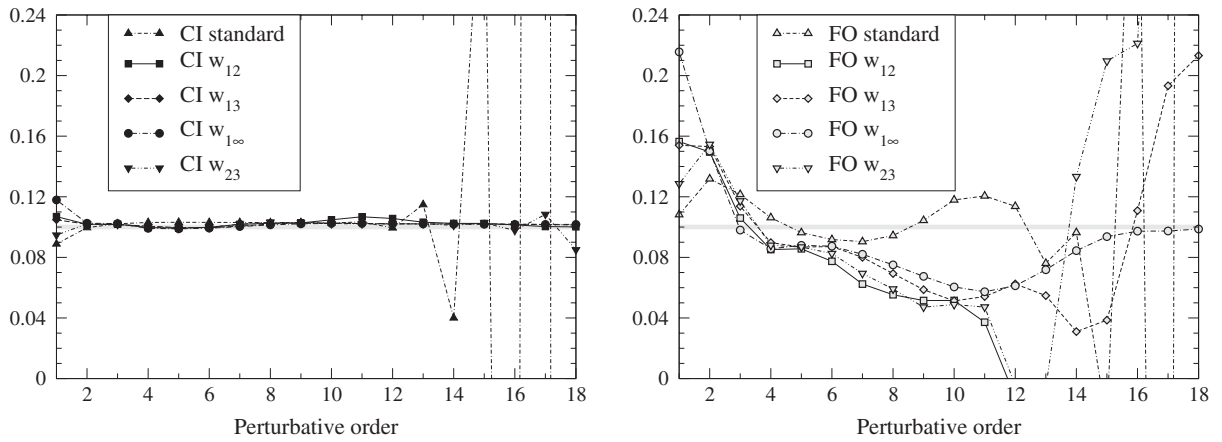 0.24
0.2
0.16
0.12
0.08
0.04
0
CI standard
CI w₁₂
CI w₁₃
CI w₁∞
CI w₂₃
2 4 6 8 10 12 14 16 18
Perturbative order
0.24
0.2
0.16
0.12
0.08
0.04
0
FO standard
FO w₁₂
FO w₁₃
FO w₁∞
FO w₂₃
2 4 6 8 10 12 14 16 18
Perturbative order